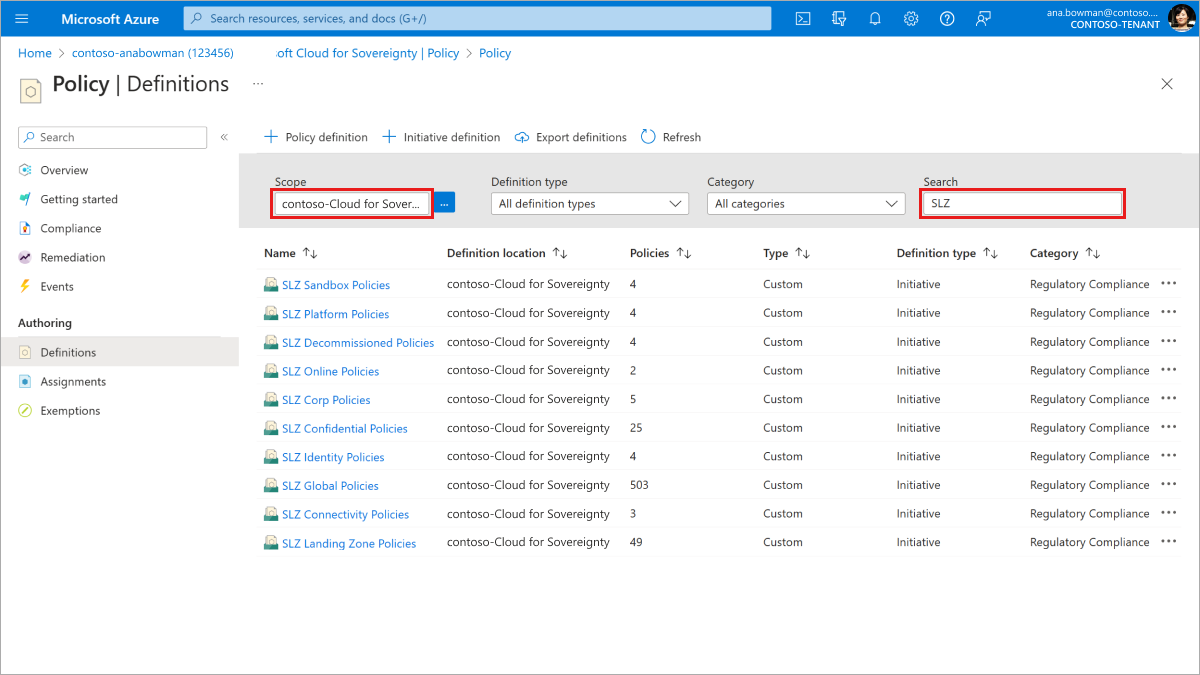 Microsoft Azure
Search resources, services, and docs (G+/)
ana.bowman@contoso....
CONTOSO-TENANT
Home > contoso-anabowman (123456) oft Cloud for Sovereignty | Policy > Policy
Policy | Definitions ...
Search
«
Overview
Getting started
Compliance
Remediation
Events
Authoring
Definitions
Assignments
Exemptions
+ Policy definition + Initiative definition Export definitions Refresh
Scope Definition type Category Search
contoso-Cloud for Sover... ... All definition types All categories SLZ
Name ↑↓ Definition location ↑↓ Policies ↑↓ Type ↑↓ Definition type ↑↓ Category ↑↓
SLZ Sandbox Policies contoso-Cloud for Sovereignty 4 Custom Initiative Regulatory Compliance ...
SLZ Platform Policies contoso-Cloud for Sovereignty 4 Custom Initiative Regulatory Compliance ...
SLZ Decommissioned Policies contoso-Cloud for Sovereignty 4 Custom Initiative Regulatory Compliance ...
SLZ Online Policies contoso-Cloud for Sovereignty 2 Custom Initiative Regulatory Compliance ...
SLZ Corp Policies contoso-Cloud for Sovereignty 5 Custom Initiative Regulatory Compliance ...
SLZ Confidential Policies contoso-Cloud for Sovereignty 25 Custom Initiative Regulatory Compliance ...
SLZ Identity Policies contoso-Cloud for Sovereignty 4 Custom Initiative Regulatory Compliance ...
SLZ Global Policies contoso-Cloud for Sovereignty 503 Custom Initiative Regulatory Compliance ...
SLZ Connectivity Policies contoso-Cloud for Sovereignty 3 Custom Initiative Regulatory Compliance ...
SLZ Landing Zone Policies contoso-Cloud for Sovereignty 49 Custom Initiative Regulatory Compliance ...